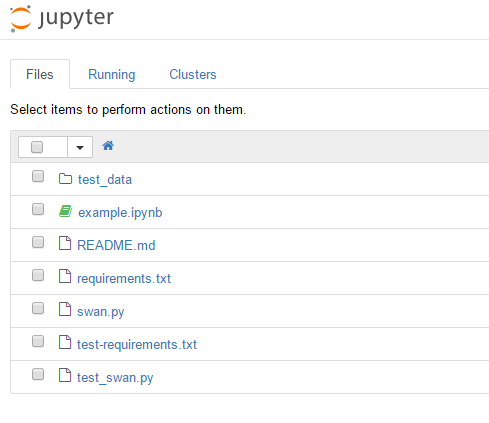 jupyter
Files Running Clusters
Select items to perform actions on them.
test_data
example.ipynb
README.md
requirements.txt
swan.py
test-requirements.txt
test_swan.py